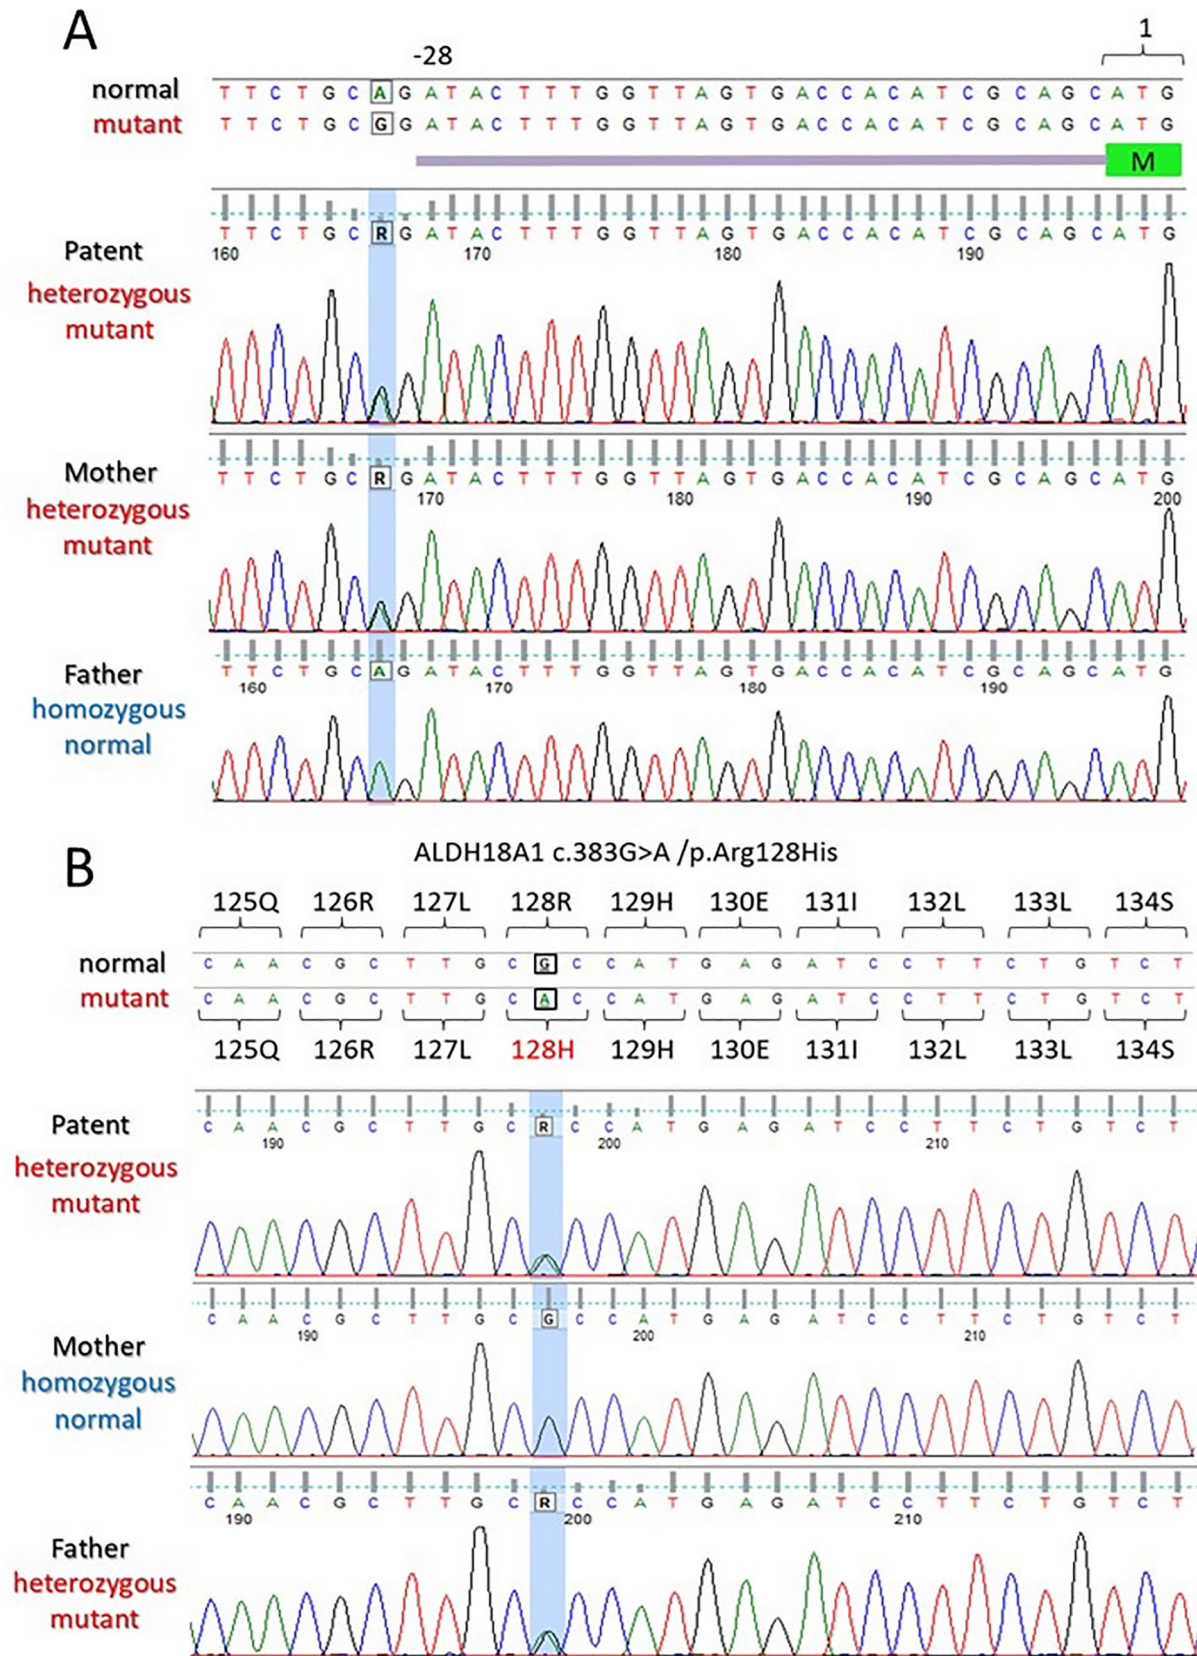 A
1
-28
normal T T C T G C A G A T A C T T T G G T T A G T G A C C A C A T C G C A G C A T G
mutant T T C T G C G G A T A C T T T G G T T A G T G A C C A C A T C G C A G C A T G
M
T T C T G C R G A T A C T T T G G T T A G T G A C C A C A T C G C A G C A T G
160 170 180 190
Patent
heterozygous
mutant
T T C T G C R G A T A C T T T G G T T A G T G A C C A C A T C G C A G C A T G
170 180 190 200
Mother
heterozygous
mutant
T T C T G C A G A T A C T T T G G T T A G T G A C C A C A T C G C A G C A T G
160 170 180 190
Father
homozygous
normal
B
ALDH18A1 c.383G>A /p.Arg128His
125Q 126R 127L 128R 129H 130E 131I 132L 133L 134S
normal C A A C G C T T G C G C C A T G A G A T C C T T C T G T C T
mutant C A A C G C T T G C A C C A T G A G A T C C T T C T G T C T
125Q 126R 127L 128H 129H 130E 131I 132L 133L 134S
C A A C G C T T G C R C C A T G A G A T C C T T C T G T C T
190 200 210
Patent
heterozygous
mutant
C A A C G C T T G C G C C A T G A G A T C C T T C T G T C T
190 200 210
Mother
homozygous
normal
C A A C G C T T G C R C C A T G A G A T C C T T C T G T C T
190 200 210
Father
heterozygous
mutant